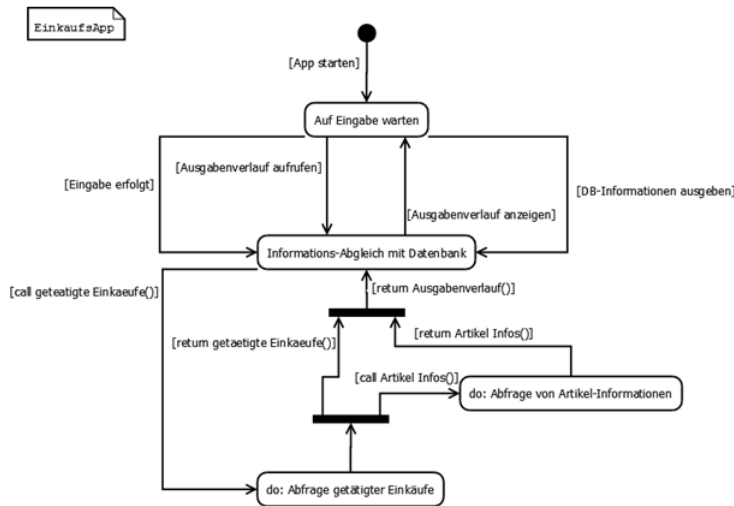 EinkaufsApp
[App starten]
Auf Eingabe warten
[Ausgabenverlauf aufrufen]
[Eingabe erfolgt]
[DB-Informationen ausgeben]
[Ausgabenverlauf anzeigen]
Informations-Abgleich mit Datenbank
[call geteatigte Einkaeufe()]
[return Ausgabenverlauf()]
[return getaetigte Einkaeufe()]
[return Artikel Infos()]
[call Artikel Infos()]
do: Abfrage von Artikel-Informationen
do: Abfrage getätigter Einkäufe